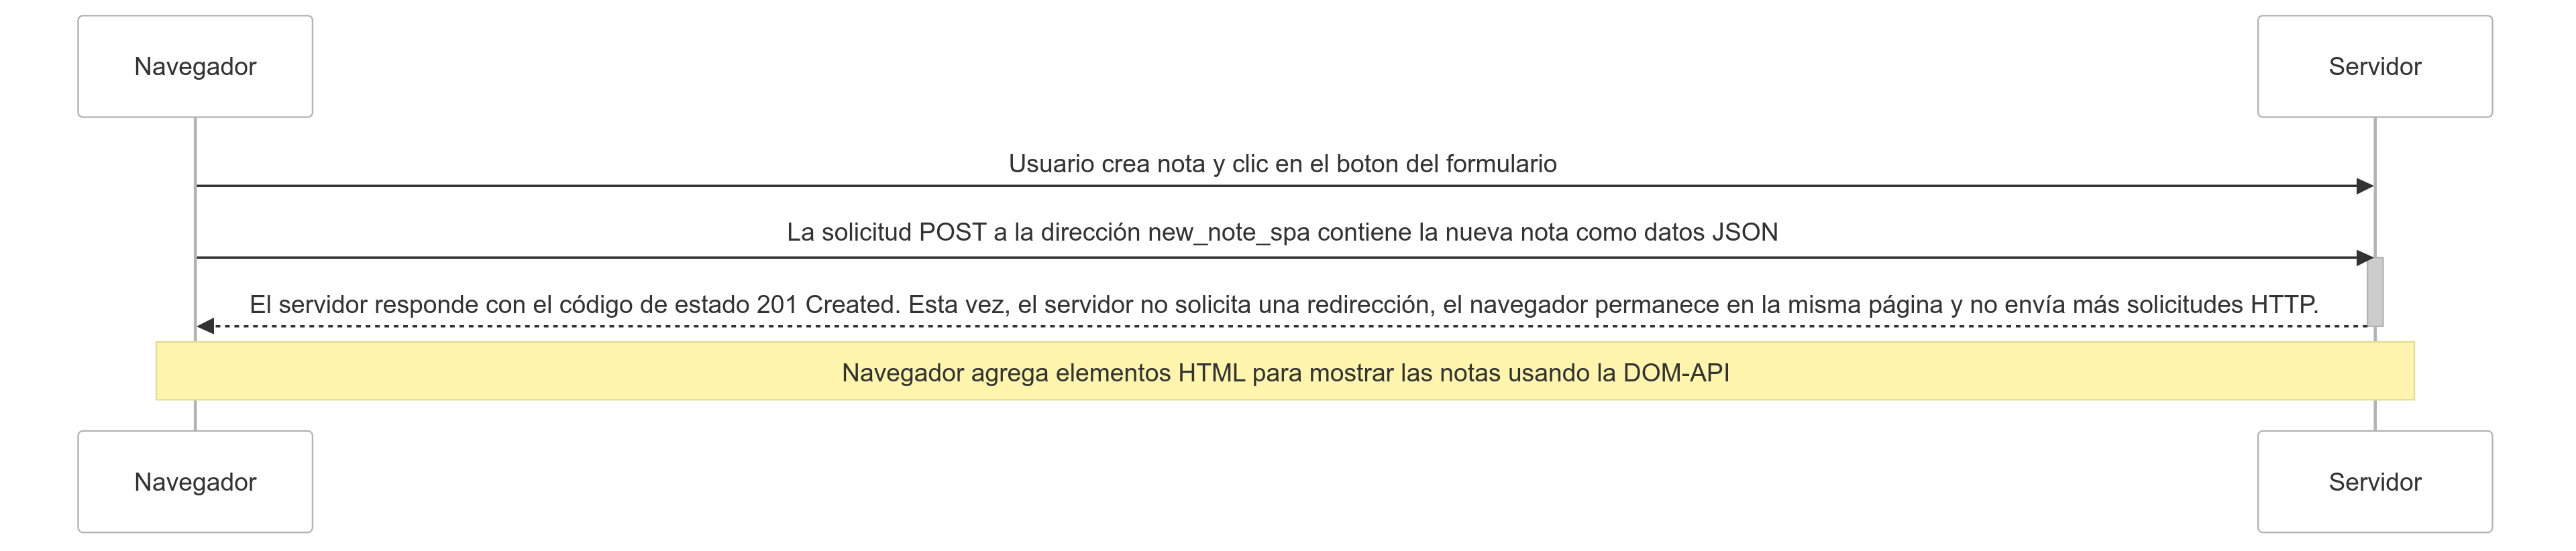 Navegador
Servidor
Usuario crea nota y clic en el boton del formulario
La solicitud POST a la dirección new_note_spa contiene la nueva nota como datos JSON
El servidor responde con el código de estado 201 Created. Esta vez, el servidor no solicita una redirección, el navegador permanece en la misma página y no envía más solicitudes HTTP.
Navegador agrega elementos HTML para mostrar las notas usando la DOM-API
Navegador
Servidor